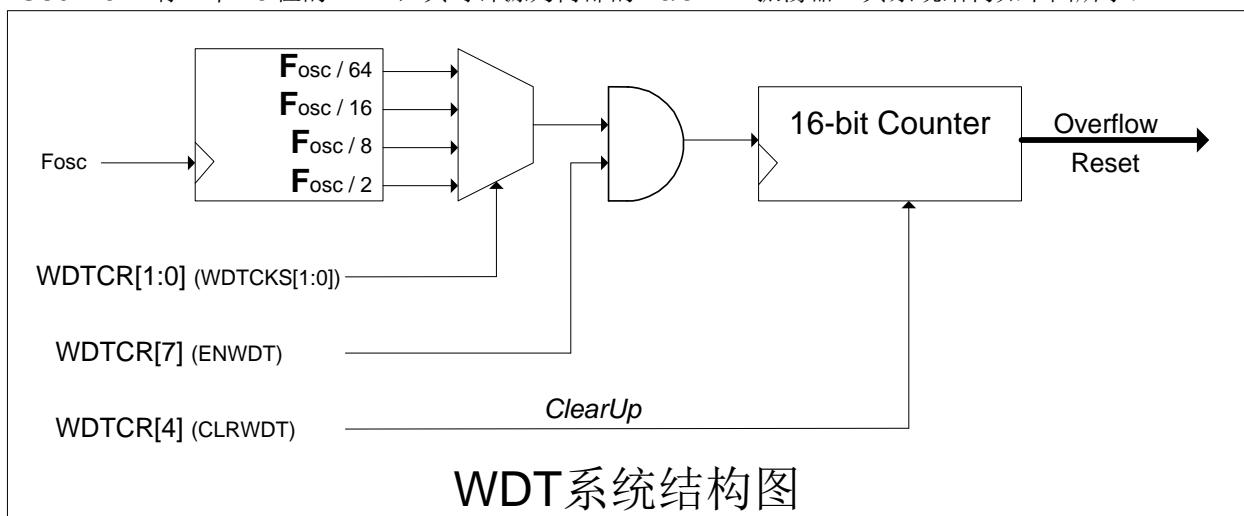 Fosc / 64
Fosc / 16
Fosc / 8
Fosc / 2
Fosc
16-bit Counter
Overflow
Reset
WDTCR[1:0] (WDTCKS[1:0])
WDTCR[7] (ENWDT)
WDTCR[4] (CLRWDT)
ClearUp
WDT系统结构图